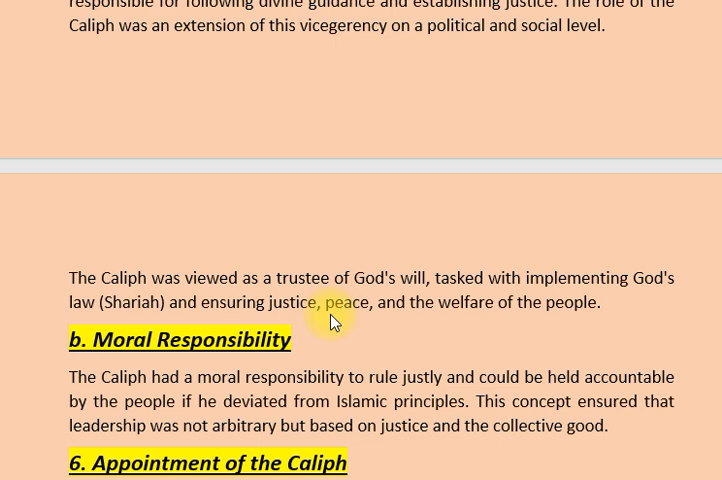 responsible for following divine guidance and establishing justice. The role of the
Caliph was an extension of this vicegerency on a political and social level.
The Caliph was viewed as a trustee of God's will, tasked with implementing God's
law (Shariah) and ensuring justice, peace, and the welfare of the people.
b. Moral Responsibility
The Caliph had a moral responsibility to rule justly and could be held accountable
by the people if he deviated from Islamic principles. This concept ensured that
leadership was not arbitrary but based on justice and the collective good.
6. Appointment of the Caliph